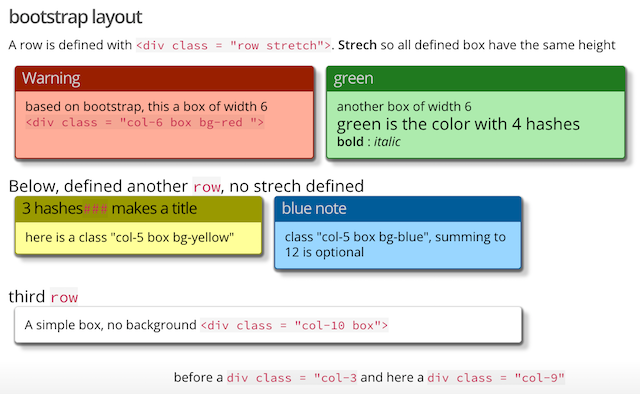 bootstrap layout
A row is defined with <div class = "row stretch">. Strech so all defined box have the same height
Warning
based on bootstrap, this a box of width 6
<div class = "col-6 box bg-red ">
green
another box of width 6
green is the color with 4 hashes
bold : italic
Below, defined another row, no strech defined
3 hashes### makes a title
here is a class "col-5 box bg-yellow"
blue note
class "col-5 box bg-blue", summing to
12 is optional
third row
A simple box, no background <div class = "col-10 box">
before a div class = "col-3 and here a div class = "col-9"